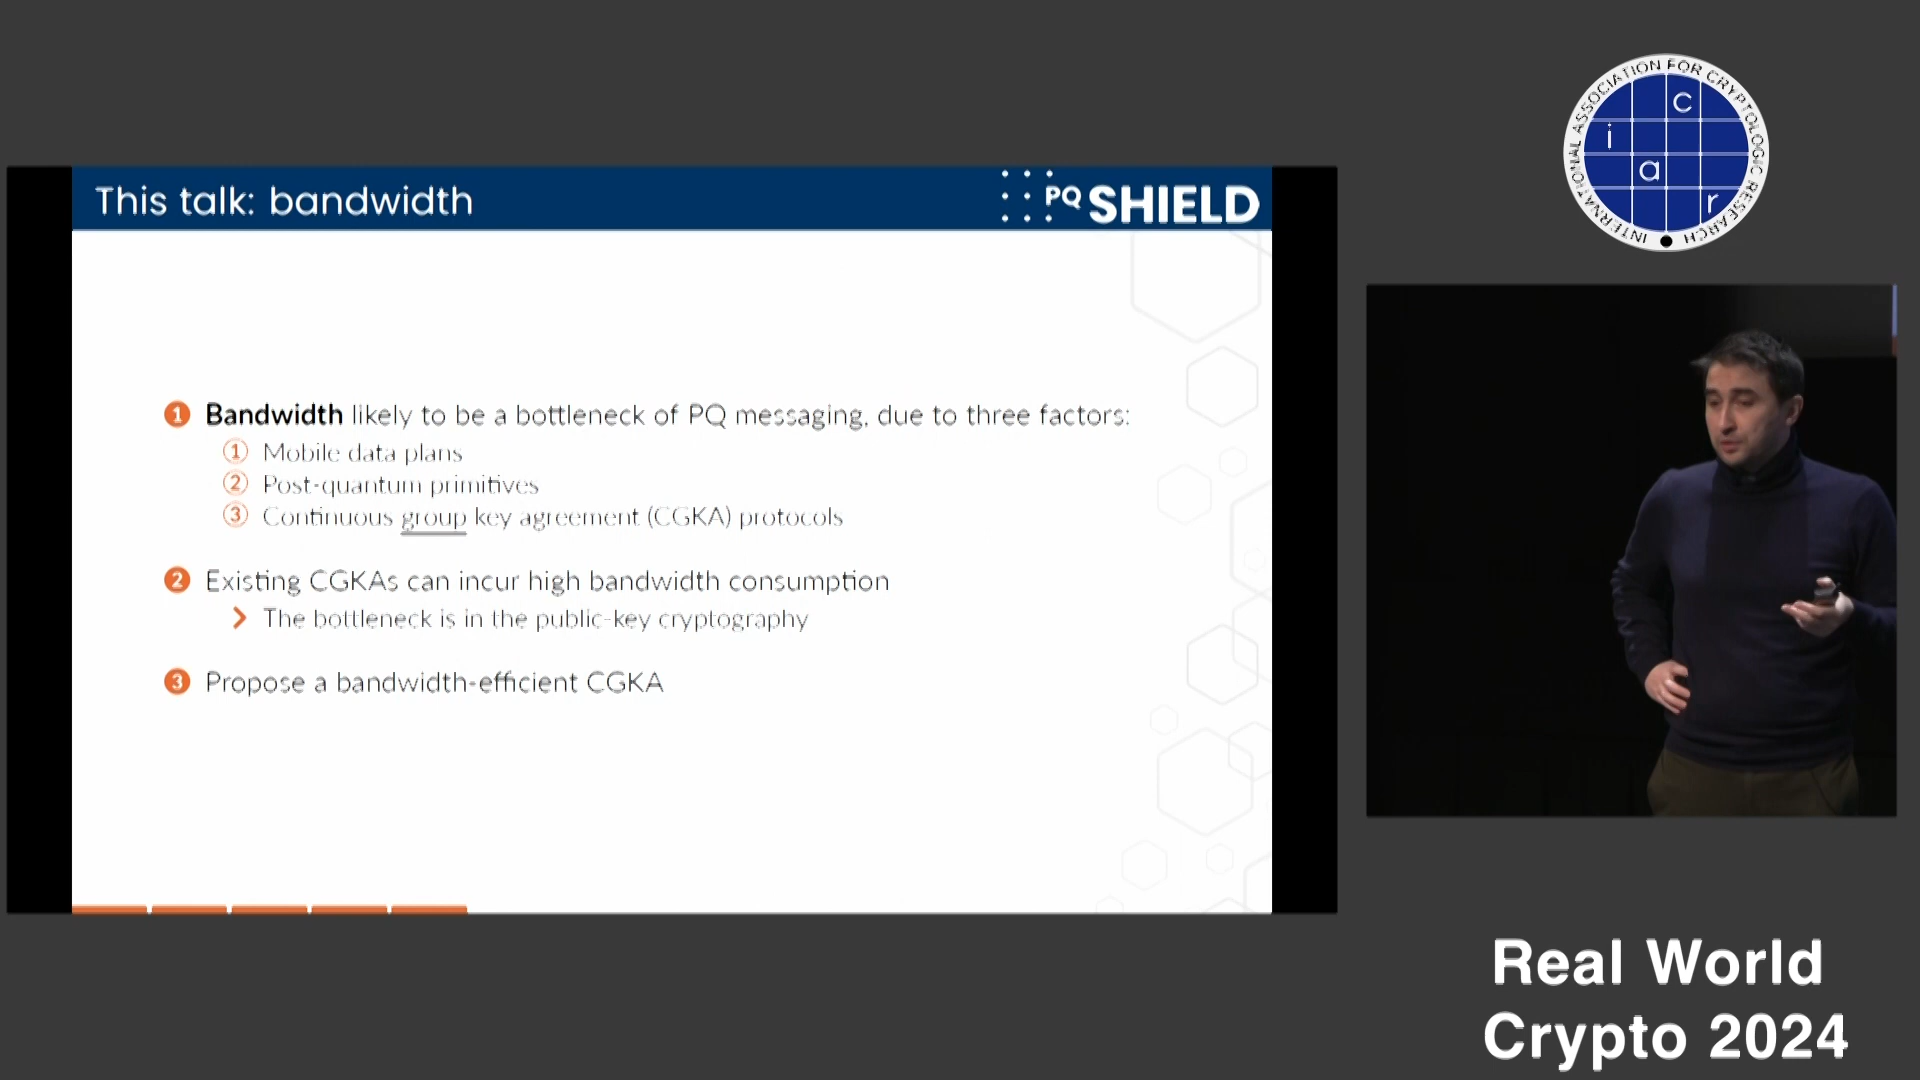 This talk: bandwidth
PQ SHIELD
1 Bandwidth likely to be a bottleneck of PQ messaging, due to three factors:
1 Mobile data plans
2 Post-quantum primitives
3 Continuous group key agreement (CGKA) protocols
2 Existing CGKAs can incur high bandwidth consumption
The bottleneck is in the public-key cryptography
3 Propose a bandwidth-efficient CGKA
INTERNATIONAL ASSOCIATION FOR CRYPTOLOGIC RESEARCH
i a c r
Real World
Crypto 2024